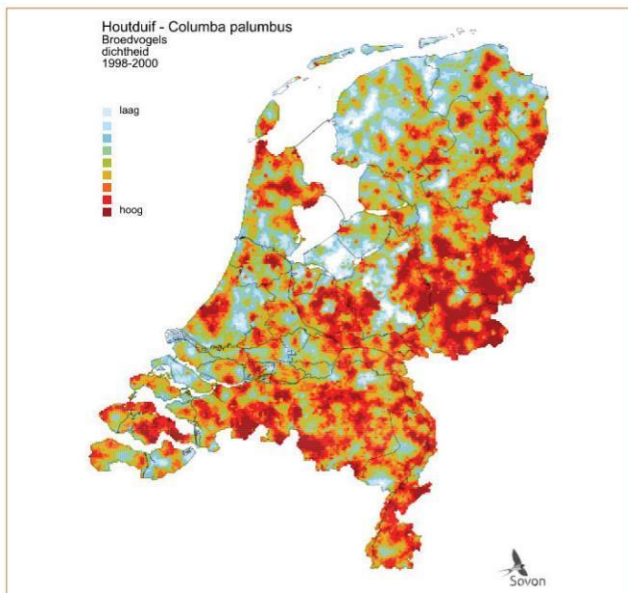 Houtduif - Columba palumbus
Broedvogels
dichtheid
1998-2000
laag
hoog
Sovon